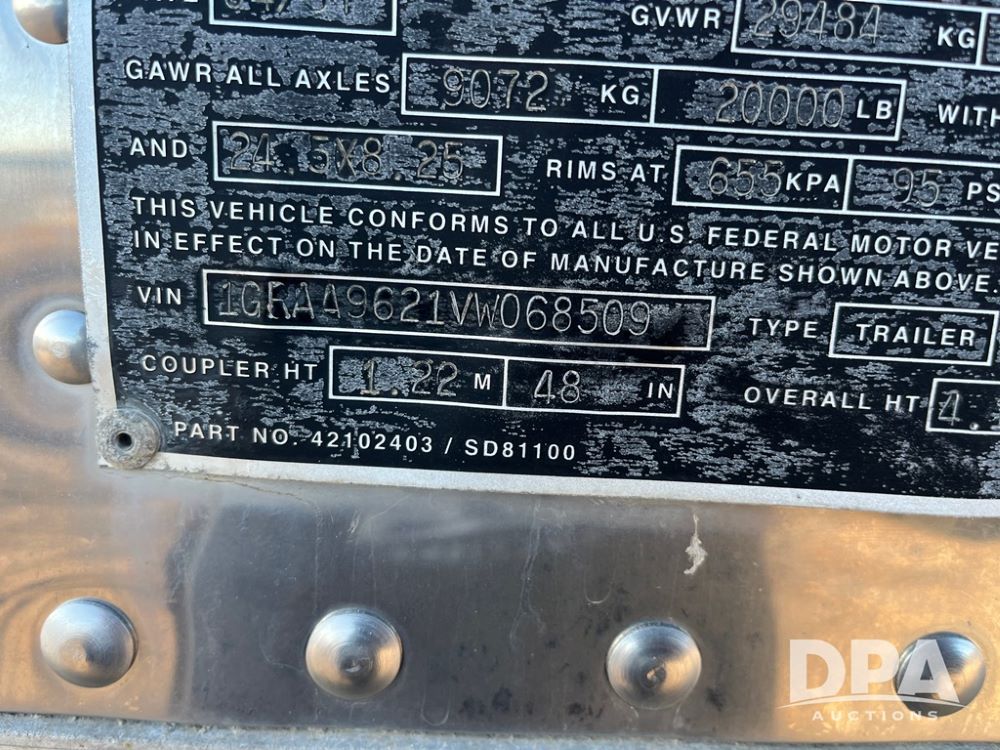 GVWR 29484 KG
GAWR ALL AXLES 9072 KG 20000 LB WITH
AND 24.5X8.25 RIMS AT 655 KPA 95 PS
THIS VEHICLE CONFORMS TO ALL U.S. FEDERAL MOTOR VE
IN EFFECT ON THE DATE OF MANUFACTURE SHOWN ABOVE.
VIN 1GRAA9621VW068509 TYPE TRAILER
COUPLER HT 1.22 M 48 IN OVERALL HT 4.
PART NO. 42102403 / SD81100
DPA
AUCTIONS